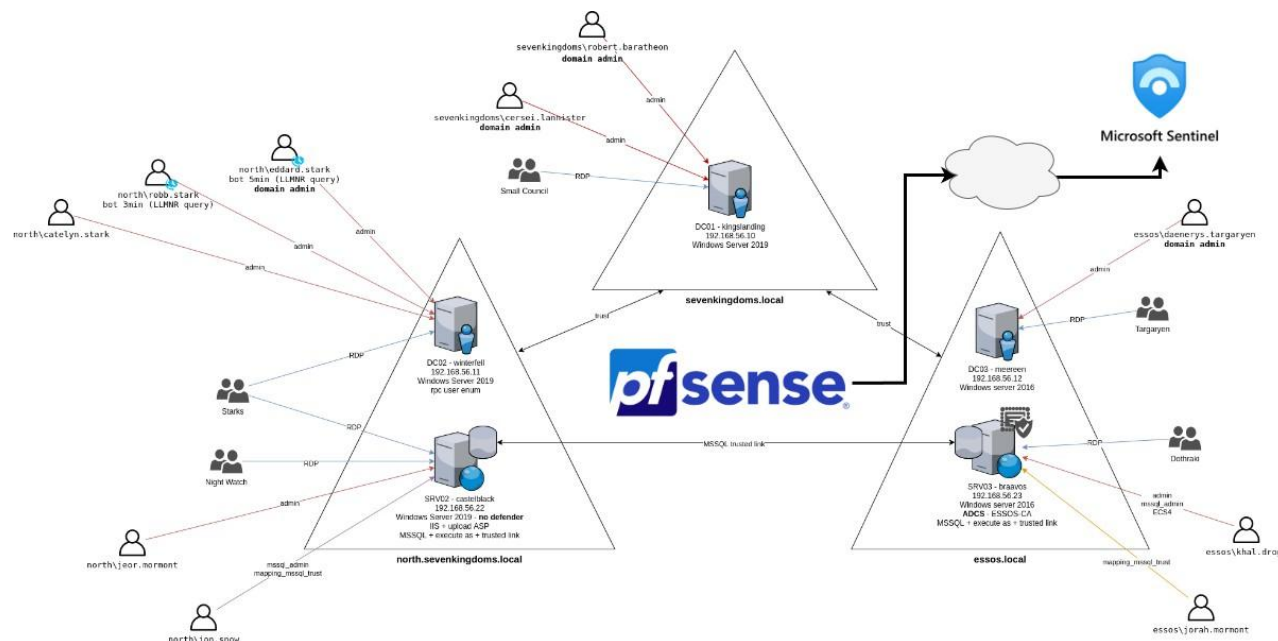 sevenkingdoms\robert.baratheon
domain admin
admin
sevenkingdoms\cersei.lannister
domain admin
admin
Small Council
RDP
DC01 - kingslanding
192.168.56.10
Windows Server 2019
sevenkingdoms.local
Microsoft Sentinel
north\eddard.stark
bot 5min (LLMNR query)
domain admin
north\robb.stark
bot 3min (LLMNR query)
north\catelyn.stark
admin
admin
admin
trust
trust
DC02 - winterfell
192.168.56.11
Windows Server 2019
rpc user enum
RDP
Starks
RDP
Night Watch
RDP
SRV02 - castelblack
192.168.56.22
Windows Server 2019 - no defender
IIS + upload ASP
MSSQL + execute as + trusted link
admin
north\jeor.mormont
mssql_admin
mapping_mssql_trust
north\jon.snow
north.sevenkingdoms.local
pfsense
MSSQL trusted link
essos\daenerys.targaryen
domain admin
admin
RDP
Targaryen
DC03 - meereen
192.168.56.12
Windows server 2016
RDP
Dothraki
SRV03 - braavos
192.168.56.23
Windows server 2016
ADCS - ESSOS-CA
MSSQL + execute as + trusted link
admin
mssql_admin
ECS4
essos\khal.drog
mapping_mssql_trust
essos\jorah.mormont
essos.local